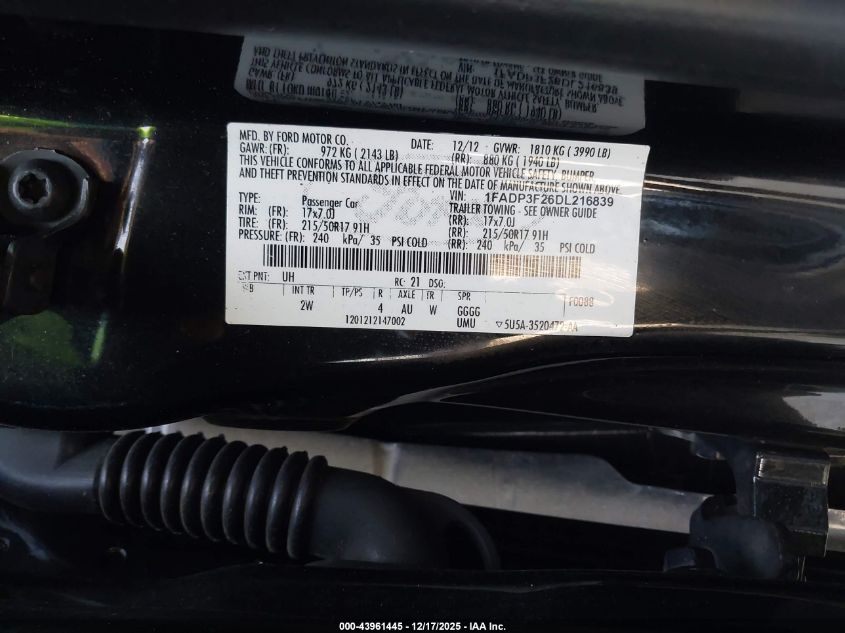 MFD. BY FORD MOTOR CO. DATE: 12/12 GVWR: 1810 KG ( 3990 LB)
GAWR: (FR): 972 KG ( 2143 LB) (RR): 880 KG ( 1940 LB)
THIS VEHICLE CONFORMS TO ALL APPLICABLE FEDERAL MOTOR VEHICLE SAFETY, BUMPER
AND THEFT PREVENTION STANDARDS IN EFFECT ON THE DATE OF MANUFACTURE SHOWN ABOVE.
VIN: 1FADP3F26DL216839
TYPE: Passenger Car TRAILER TOWING - SEE OWNER GUIDE
RIM: 17x7.0J (RR): 17x7.0J
TIRE: 215/50R17 91H (RR): 215/50R17 91H
PRESSURE: (FR) 240 kPa/ 35 PSI COLD (RR) 240 kPa/ 35 PSI COLD
EXT PNT: UH RC: 21 DSO: F0088
INT TR TP/PS R AXLE TR SPR
2W 4 AU W GGGG
1201212147002 UMU 5U5A-3520472-AA
000-43961445 | 12/17/2025 - IAA Inc.